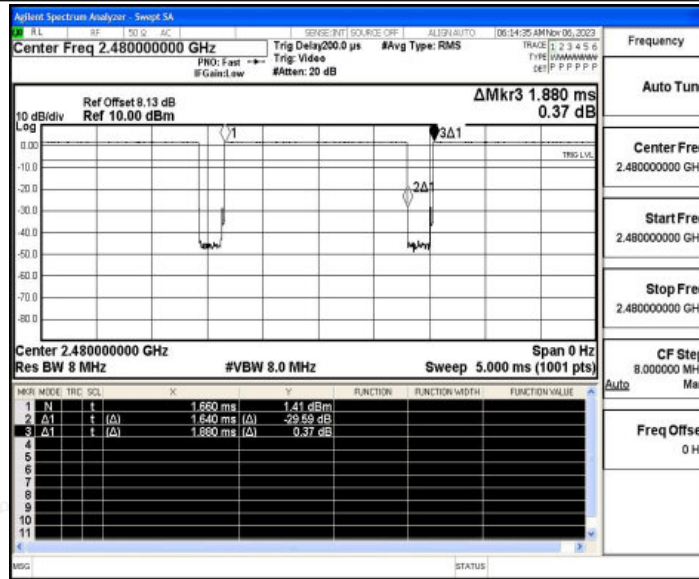 Agilent Spectrum Analyzer - Swept SA
RL RF 50 Ω AC SENSE:INT SOURCE OFF ALIGN AUTO 06:14:35 AM Nov 06, 2023
Center Freq 2.480000000 GHz
PNO: Fast
IFGain:Low
Trig Delay200.0 µs
Trig: Video
#Atten: 20 dB
#Avg Type: RMS
TRACE 1 2 3 4 5 6
TYPE
DET P P P P P P
Ref Offset 8.13 dB
10 dB/div Ref 10.00 dBm
Log
ΔMkr3 1.880 ms
0.37 dB
1
3Δ1
2Δ1
TRIG LVL
0.00
-10.0
-20.0
-30.0
-40.0
-50.0
-60.0
-70.0
-80.0
Center 2.480000000 GHz Span 0 Hz
Res BW 8 MHz #VBW 8.0 MHz Sweep 5.000 ms (1001 pts)
MKR MODE TRC SCL X Y FUNCTION FUNCTION WIDTH FUNCTION VALUE
1 N t 1.660 ms 1.41 dBm
2 Δ1 t (Δ) 1.640 ms (Δ) -29.59 dB
3 Δ1 t (Δ) 1.880 ms (Δ) 0.37 dB
4
5
6
7
8
9
10
11
MSG STATUS
Frequency
Auto Tun
Center Fre
2.480000000 GH
Start Fre
2.480000000 GH
Stop Fre
2.480000000 GH
CF Step
8.000000 MH
Auto Ma
Freq Offse
0 H